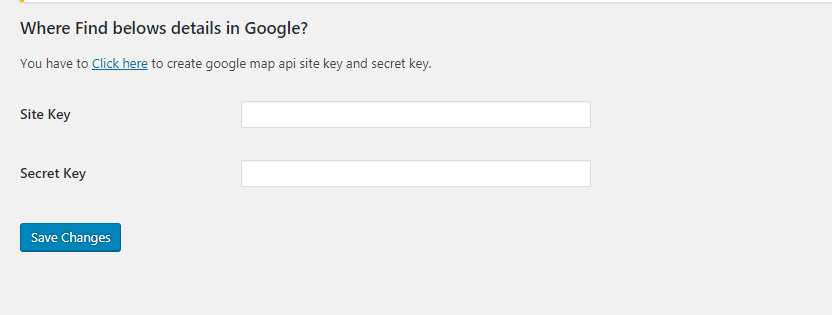 Where Find belows details in Google?
You have to Click here to create google map api site key and secret key.
Site Key
Secret Key
Save Changes